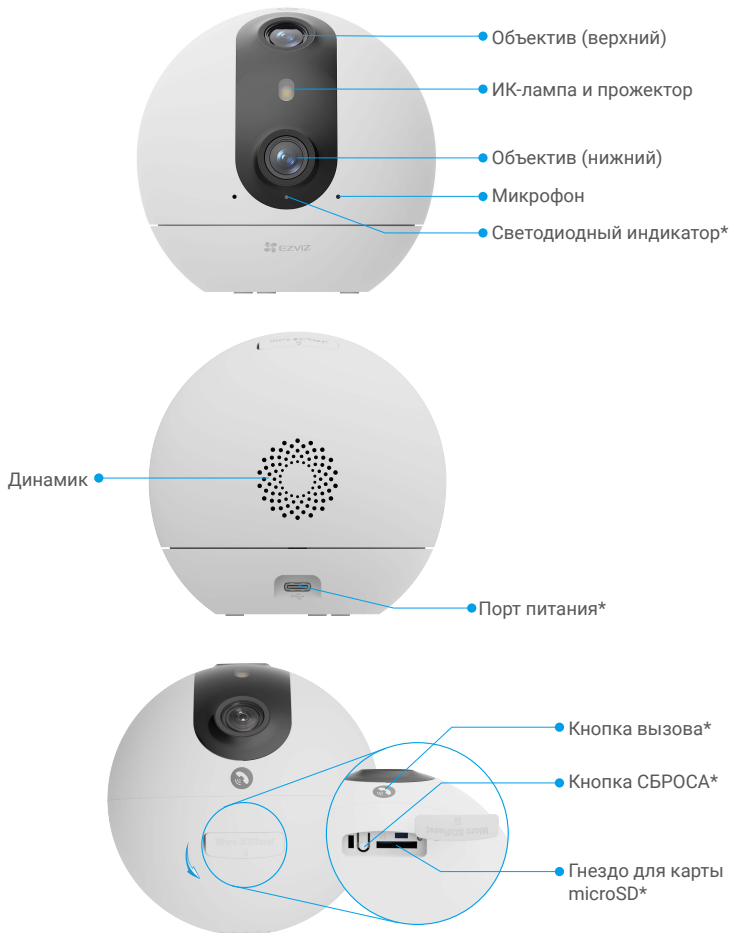 Объектив (верхний)
ИК-лампа и прожектор
Объектив (нижний)
Микрофон
Светодиодный индикатор*
EZVIZ
Динамик
Порт питания*
Кнопка вызова*
Кнопка СБРОСА*
Гнездо для карты
microSD*